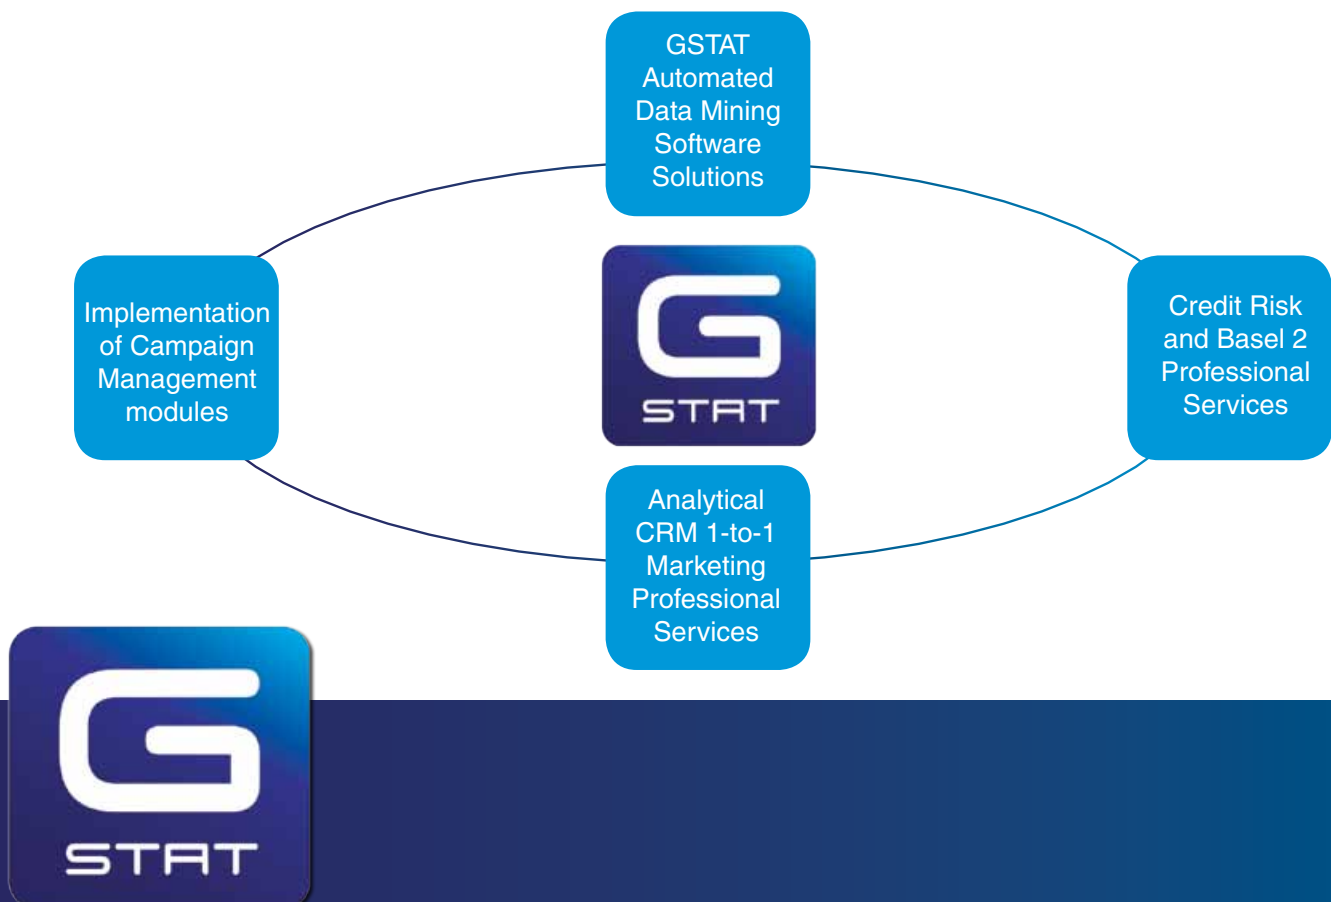 GSTAT
Automated
Data Mining
Software
Solutions
Implementation
of Campaign
Management
modules
G
STAT
Credit Risk
and Basel 2
Professional
Services
Analytical
CRM 1-to-1
Marketing
Professional
Services
G
STAT